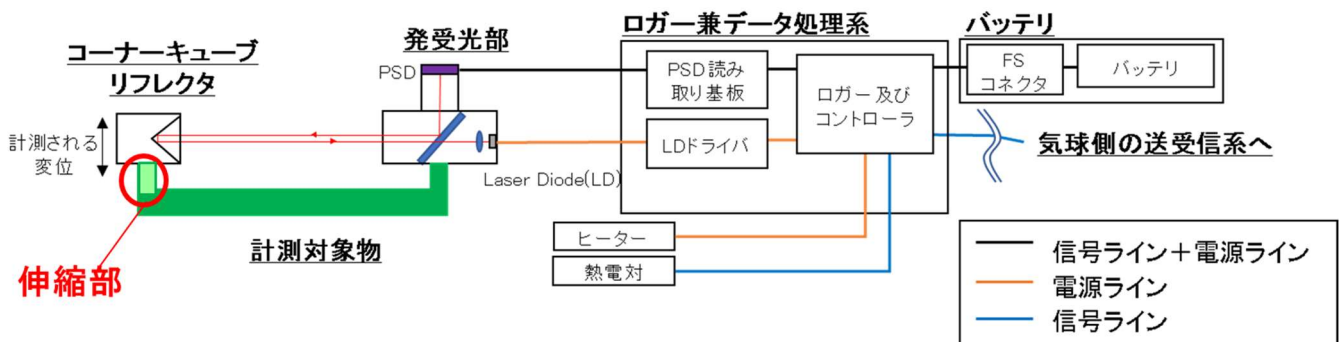 コーナーキューブ
リフレクタ
計測される
変位
伸縮部
計測対象物
発受光部
PSD
Laser Diode(LD)
ロガー兼データ処理系
PSD読み
取り基板
LDドライバ
ロガー及び
コントローラ
ヒーター
熱電対
バッテリ
FS
コネクタ
バッテリ
気球側の送受信系へ
信号ライン＋電源ライン
電源ライン
信号ライン